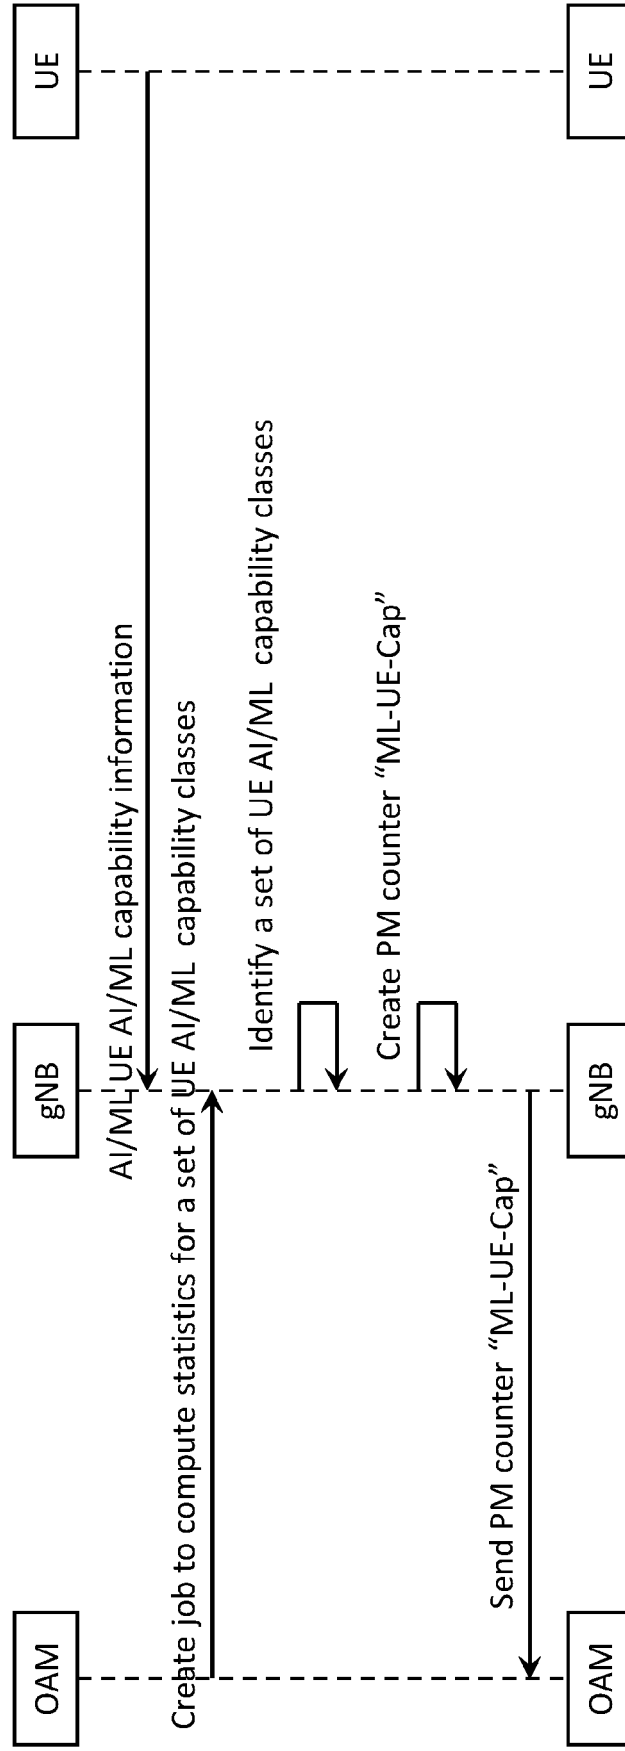 OAM
gNB
UE
AI/ML UE AI/ML capability information
Create job to compute statistics for a set of UE AI/ML capability classes
Identify a set of UE AI/ML capability classes
Create PM counter “ML-UE-Cap”
Send PM counter “ML-UE-Cap”
OAM
gNB
UE